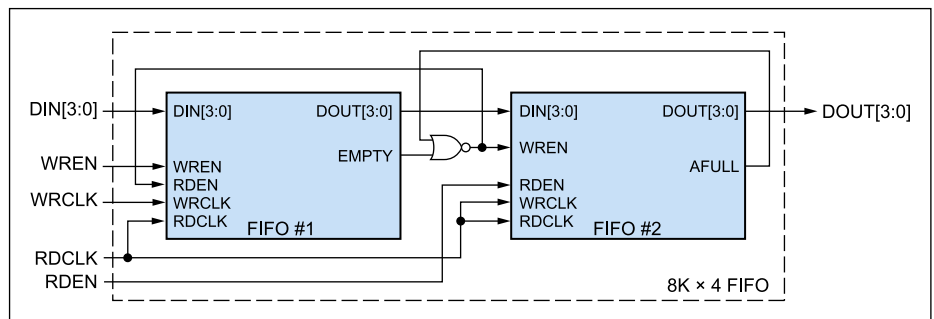 DIN[3:0]
WREN
WRCLK
RDCLK
RDEN
DIN[3:0]
DOUT[3:0]
EMPTY
WREN
RDEN
WRCLK
RDCLK
FIFO #1
DIN[3:0]
DOUT[3:0]
WREN
AFULL
RDEN
WRCLK
RDCLK
FIFO #2
DOUT[3:0]
8K × 4 FIFO